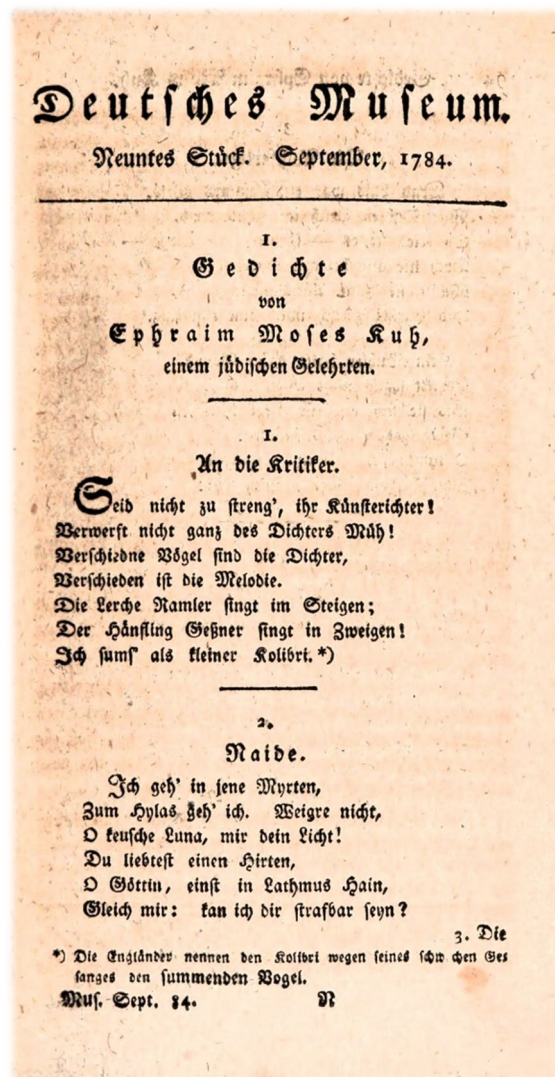 Deutsches Museum.
Neuntes Stück. September, 1784.
1.
Gedichte
von
Ephraim Moses Kuh,
einem jüdischen Gelehrten.
1.
An die Kritiker.
Seid nicht zu streng', ihr Künsterichter!
Verwerft nicht ganz des Dichters Müh!
Verschiedne Vögel sind die Dichter,
Verschieden ist die Melodie.
Die Lerche Ramler singt im Steigen;
Der Hänfling Geßner singt in Zweigen!
Ich sums' als kleiner Kolibri.*)
2.
Naide.
Ich geh' in jene Myrten,
Zum Hylas geh' ich. Weigre nicht,
O keusche Luna, mir dein Licht!
Du liebtest einen Hirten,
O Göttin, einst in Lathmus Hain,
Gleich mir: kan ich dir strafbar seyn?
3. Die
*) Die Engländer nennen den Kolibri wegen seines schw chen Ge⸗
sanges den summenden Vogel.
Mus. Sept. 84. N